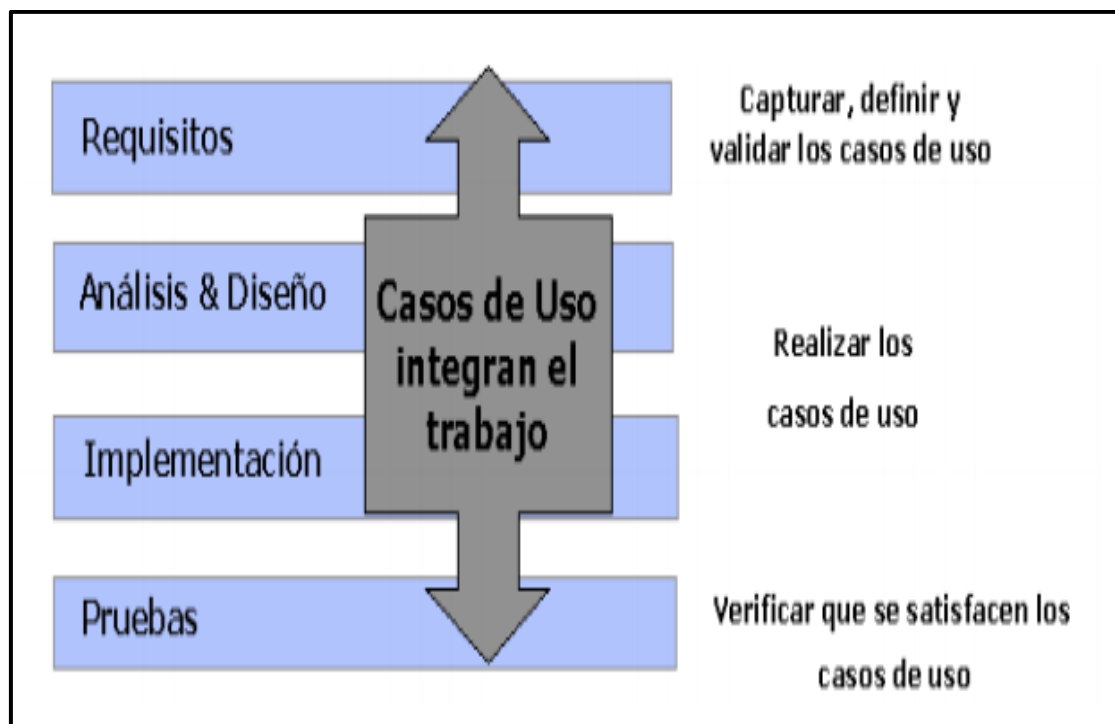 Requisitos
Capturar, definir y
validar los casos de uso
Análisis & Diseño
Casos de Uso
integran el
trabajo
Realizar los
casos de uso
Implementación
Pruebas
Verificar que se satisfacen los
casos de uso